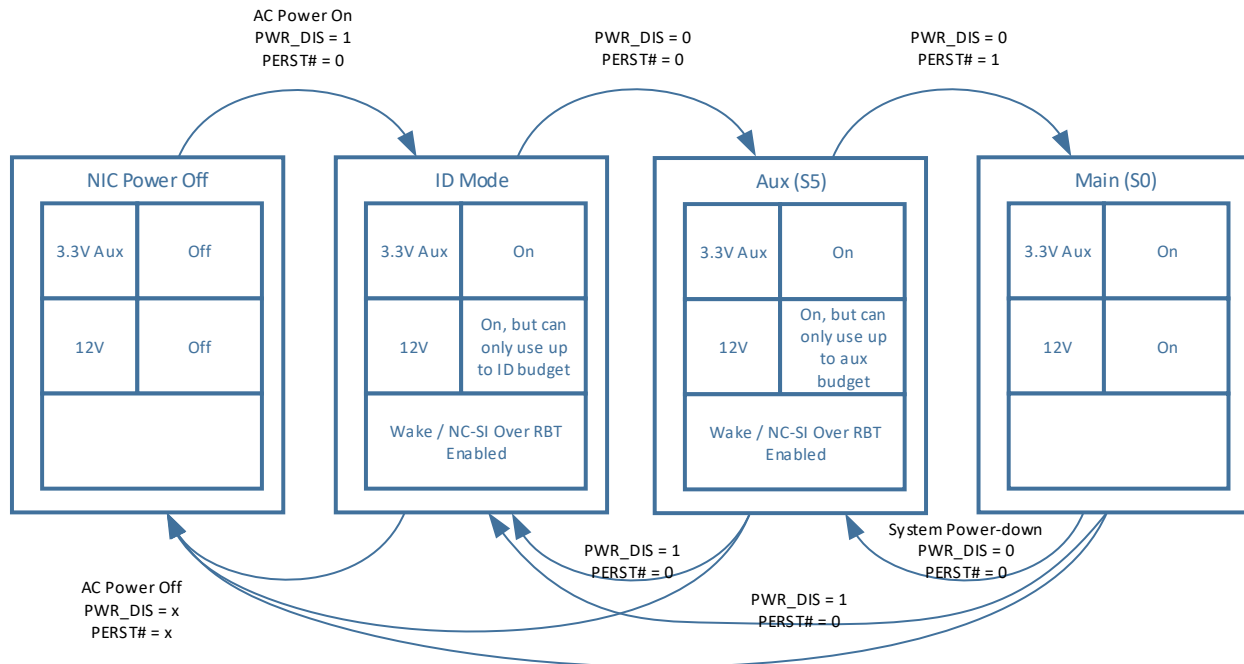 AC Power On
PWR_DIS = 1
PERST# = 0
PWR_DIS = 0
PERST# = 0
PWR_DIS = 0
PERST# = 1
NIC Power Off
3.3V Aux
Off
12V
Off
ID Mode
3.3V Aux
On
12V
On, but can
only use up
to ID budget
Wake / NC-SI Over RBT
Enabled
Aux (S5)
3.3V Aux
On
12V
On, but can
only use up
to aux
budget
Wake / NC-SI Over RBT
Enabled
Main (S0)
3.3V Aux
On
12V
On
AC Power Off
PWR_DIS = x
PERST# = x
PWR_DIS = 1
PERST# = 0
System Power-down
PWR_DIS = 0
PERST# = 0
PWR_DIS = 1
PERST# = 0